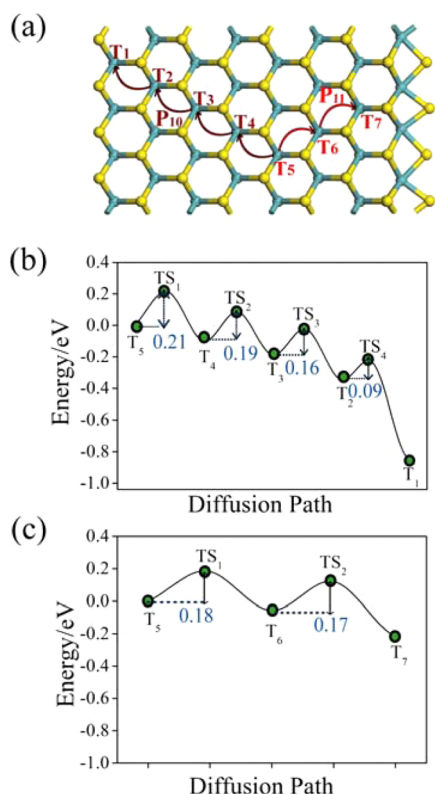 (a)
T1
T2
T3
P10
T4
T5
P11
T6
T7
(b)
Energy/eV
0.4
0.2
0.0
-0.2
-0.4
-0.6
-0.8
-1.0
TS1
TS2
TS3
TS4
T5
T4
T3
T2
T1
0.21
0.19
0.16
0.09
Diffusion Path
(c)
Energy/eV
0.4
0.2
0.0
-0.2
-0.4
-0.6
-0.8
-1.0
TS1
TS2
T5
T6
T7
0.18
0.17
Diffusion Path